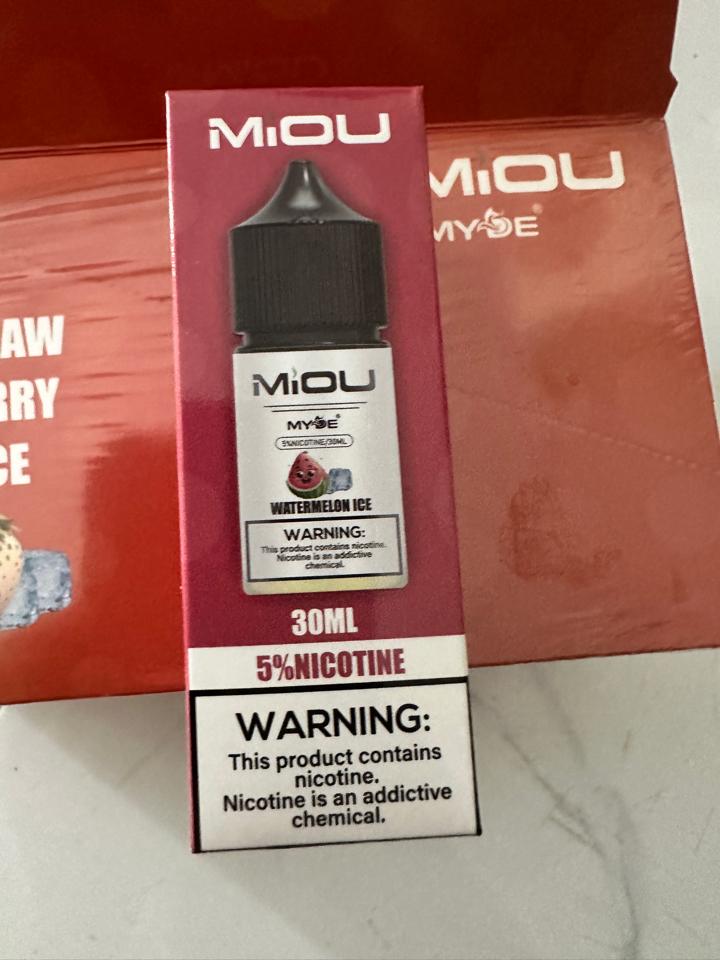 MiOU
MiOU
MYDE
5%NICOTINE/30ML
WATERMELON ICE
WARNING:
This product contains nicotine.
Nicotine is an addictive
chemical.
30ML
5%NICOTINE
WARNING:
This product contains
nicotine.
Nicotine is an addictive
chemical.
MiOU
MYDE
AW
RRY
CE